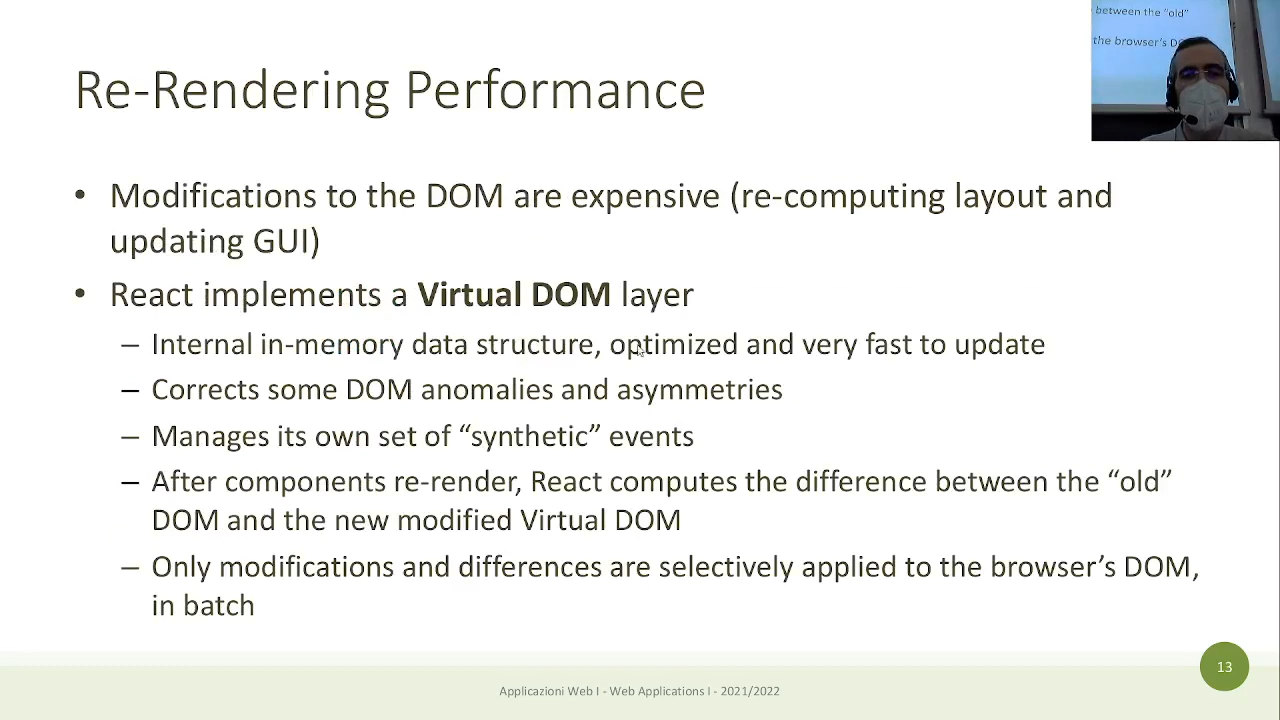 between the “old”
the browser’s DO
Re-Rendering Performance
• Modifications to the DOM are expensive (re-computing layout and
updating GUI)
• React implements a Virtual DOM layer
– Internal in-memory data structure, optimized and very fast to update
– Corrects some DOM anomalies and asymmetries
– Manages its own set of “synthetic” events
– After components re-render, React computes the difference between the “old”
DOM and the new modified Virtual DOM
– Only modifications and differences are selectively applied to the browser’s DOM,
in batch
13
Applicazioni Web I - Web Applications I - 2021/2022